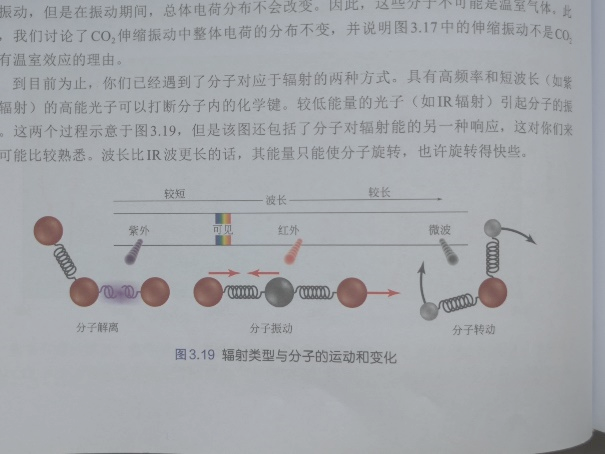 振动，但是在振动期间，总体电荷分布不会改变。因此，这些分子不可能是温室气体。此
，我们讨论了CO₂伸缩振动中整体电荷的分布不变，并说明图3.17中的伸缩振动不是CO₂
有温室效应的理由。
到目前为止，你们已经遇到了分子对应于辐射的两种方式。具有高频率和短波长（如紫
辐射）的高能光子可以打断分子内的化学键。较低能量的光子（如IR辐射）引起分子的振
。这两个过程示意于图3.19，但是该图还包括了分子对辐射能的另一种响应，这对你们来
可能比较熟悉。波长比IR波更长的话，其能量只能使分子旋转，也许旋转得快些。
较短 波长 较长
紫外 可见 红外 微波
分子解离 分子振动 分子转动
图3.19 辐射类型与分子的运动和变化